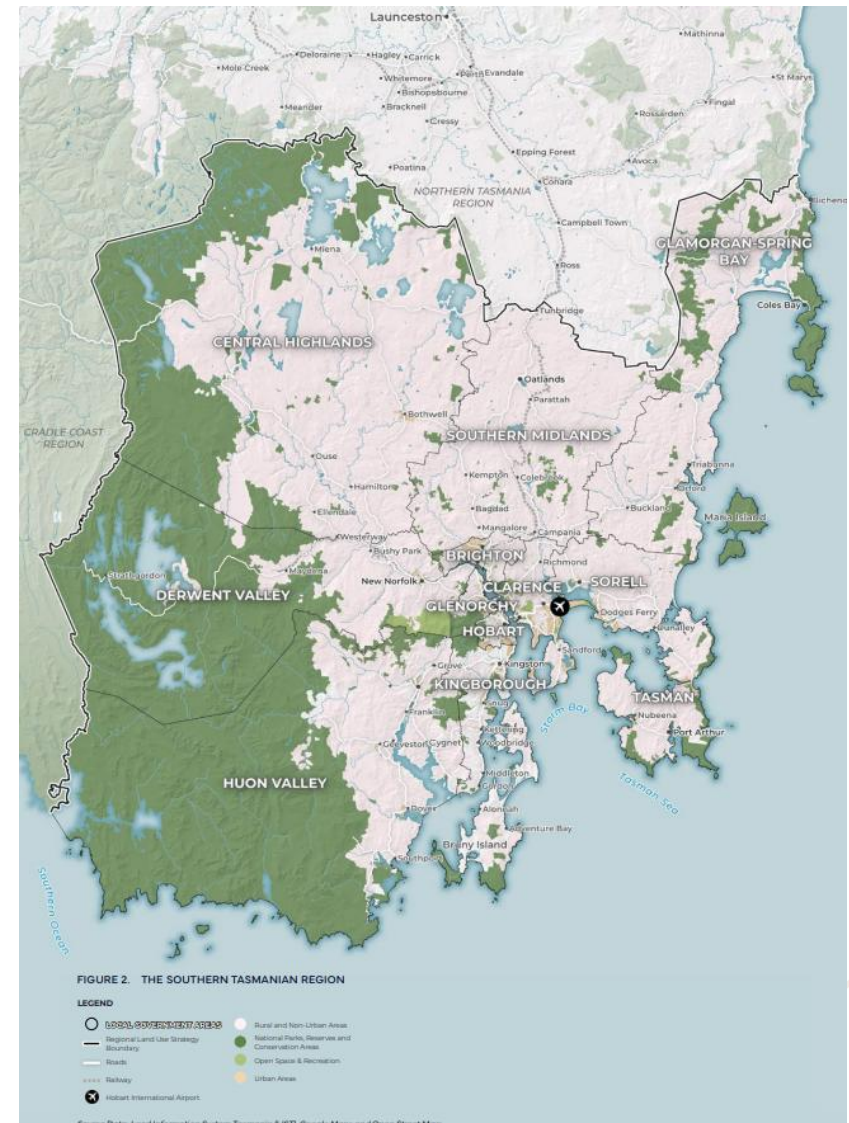 Launceston
Mathinna
Deloraine
Hagley
Carrick
Mole Creek
Perth
Evandale
Whitemore
St Marys
Bishopsbourne
Meander
Bracknell
Fingal
Rossarden
Cressy
Epping Forest
Avoca
Poatina
Conara
NORTHERN TASMANIA
REGION
Campbell Town
GLAMORGAN-SPRING
BAY
Miena
Ross
Coles Bay
Tunbridge
CENTRAL HIGHLANDS
Oatlands
Parattah
Bothwell
CRADLE COAST
REGION
SOUTHERN MIDLANDS
Ouse
Triabunna
Kempton
Colebrook
Hamilton
Orford
Buckland
Maria Island
Ellendale
Bagdad
Mangalore
Campania
Westerway
Bushy Park
BRIGHTON
Richmond
Strathgordon
Maydena
New Norfolk
CLARENCE
SORELL
DERWENT VALLEY
GLENORCHY
Dodges Ferry
HOBART
Dunalley
Sandford
Grove
Kingston
KINGBOROUGH
TASMAN
Snug
Franklin
Storm Bay
Nubeena
Kettering
Port Arthur
Geeveston
Cygnet
Woodbridge
Tasman Sea
HUON VALLEY
Middleton
Gordon
Dover
Alonnah
Adventure Bay
Bruny Island
Southport
Southern Ocean
FIGURE 2. THE SOUTHERN TASMANIAN REGION
LEGEND
LOCAL GOVERNMENT AREAS
Rural and Non-Urban Areas
Regional Land Use Strategy
Boundary
National Parks, Reserves and
Conservation Areas
Roads
Open Space & Recreation
Railway
Urban Areas
Hobart International Airport